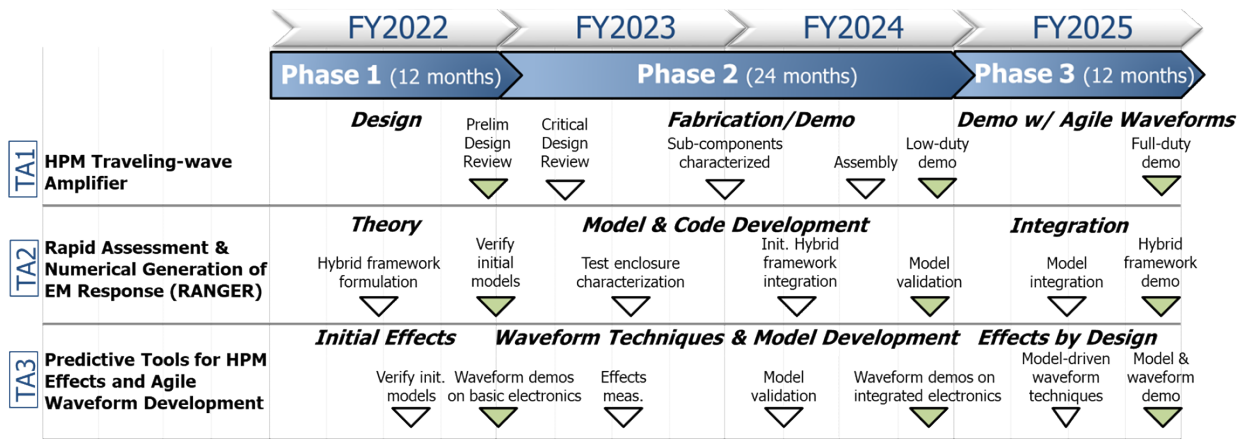 FY2022 FY2023 FY2024 FY2025
Phase 1 (12 months) Phase 2 (24 months) Phase 3 (12 months)
TA1
HPM Traveling-wave
Amplifier
Design
Fabrication/Demo
Demo w/ Agile Waveforms
Prelim
Design
Review
Critical
Design
Review
Sub-components
characterized
Assembly
Low-duty
demo
Full-duty
demo
TA2
Rapid Assessment &
Numerical Generation of
EM Response (RANGER)
Theory
Model & Code Development
Integration
Hybrid framework
formulation
Verify
initial
models
Test enclosure
characterization
Init. Hybrid
framework
integration
Model
validation
Model
integration
Hybrid
framework
demo
TA3
Predictive Tools for HPM
Effects and Agile
Waveform Development
Initial Effects
Waveform Techniques & Model Development
Effects by Design
Verify init.
models
Waveform demos
on basic electronics
Effects
meas.
Model
validation
Waveform demos on
integrated electronics
Model-driven
waveform
techniques
Model &
waveform
demo